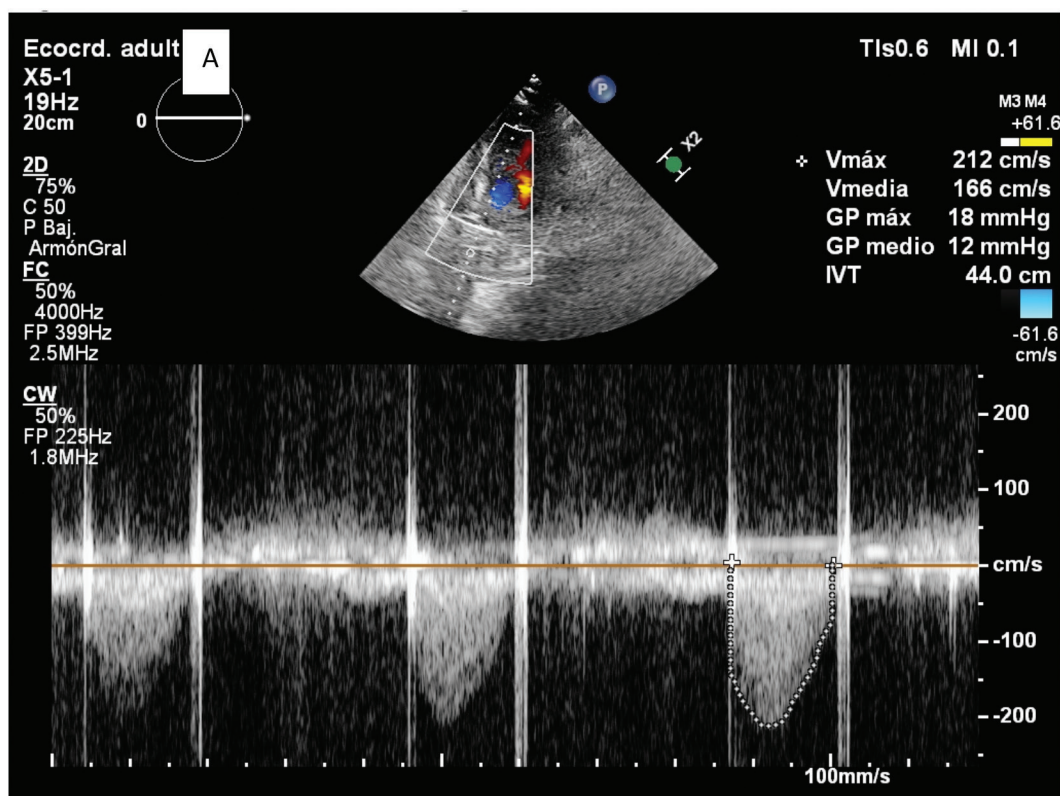 Ecocrd. adult
A
X5-1
19Hz
20cm
0
2D
75%
C 50
P Baj.
ArmónGral
FC
50%
4000Hz
FP 399Hz
2.5MHz
CW
50%
FP 225Hz
1.8MHz
P
X2
TIs0.6 MI 0.1
M3 M4
+61.6
Vmáx 212 cm/s
Vmedia 166 cm/s
GP máx 18 mmHg
GP medio 12 mmHg
IVT 44.0 cm
-61.6
cm/s
200
100
cm/s
-100
-200
100mm/s